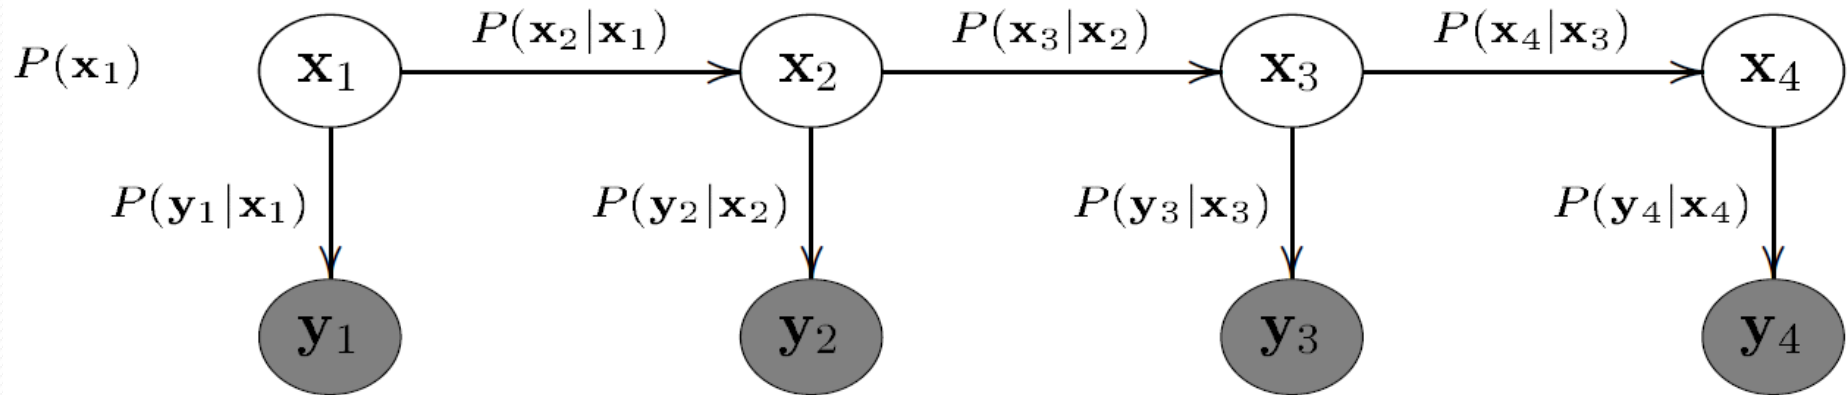 P(x₂|x₁) P(x₃|x₂) P(x₄|x₃)
P(x₁) x₁ x₂ x₃ x₄
P(y₁|x₁) P(y₂|x₂) P(y₃|x₃) P(y₄|x₄)
y₁ y₂ y₃ y₄